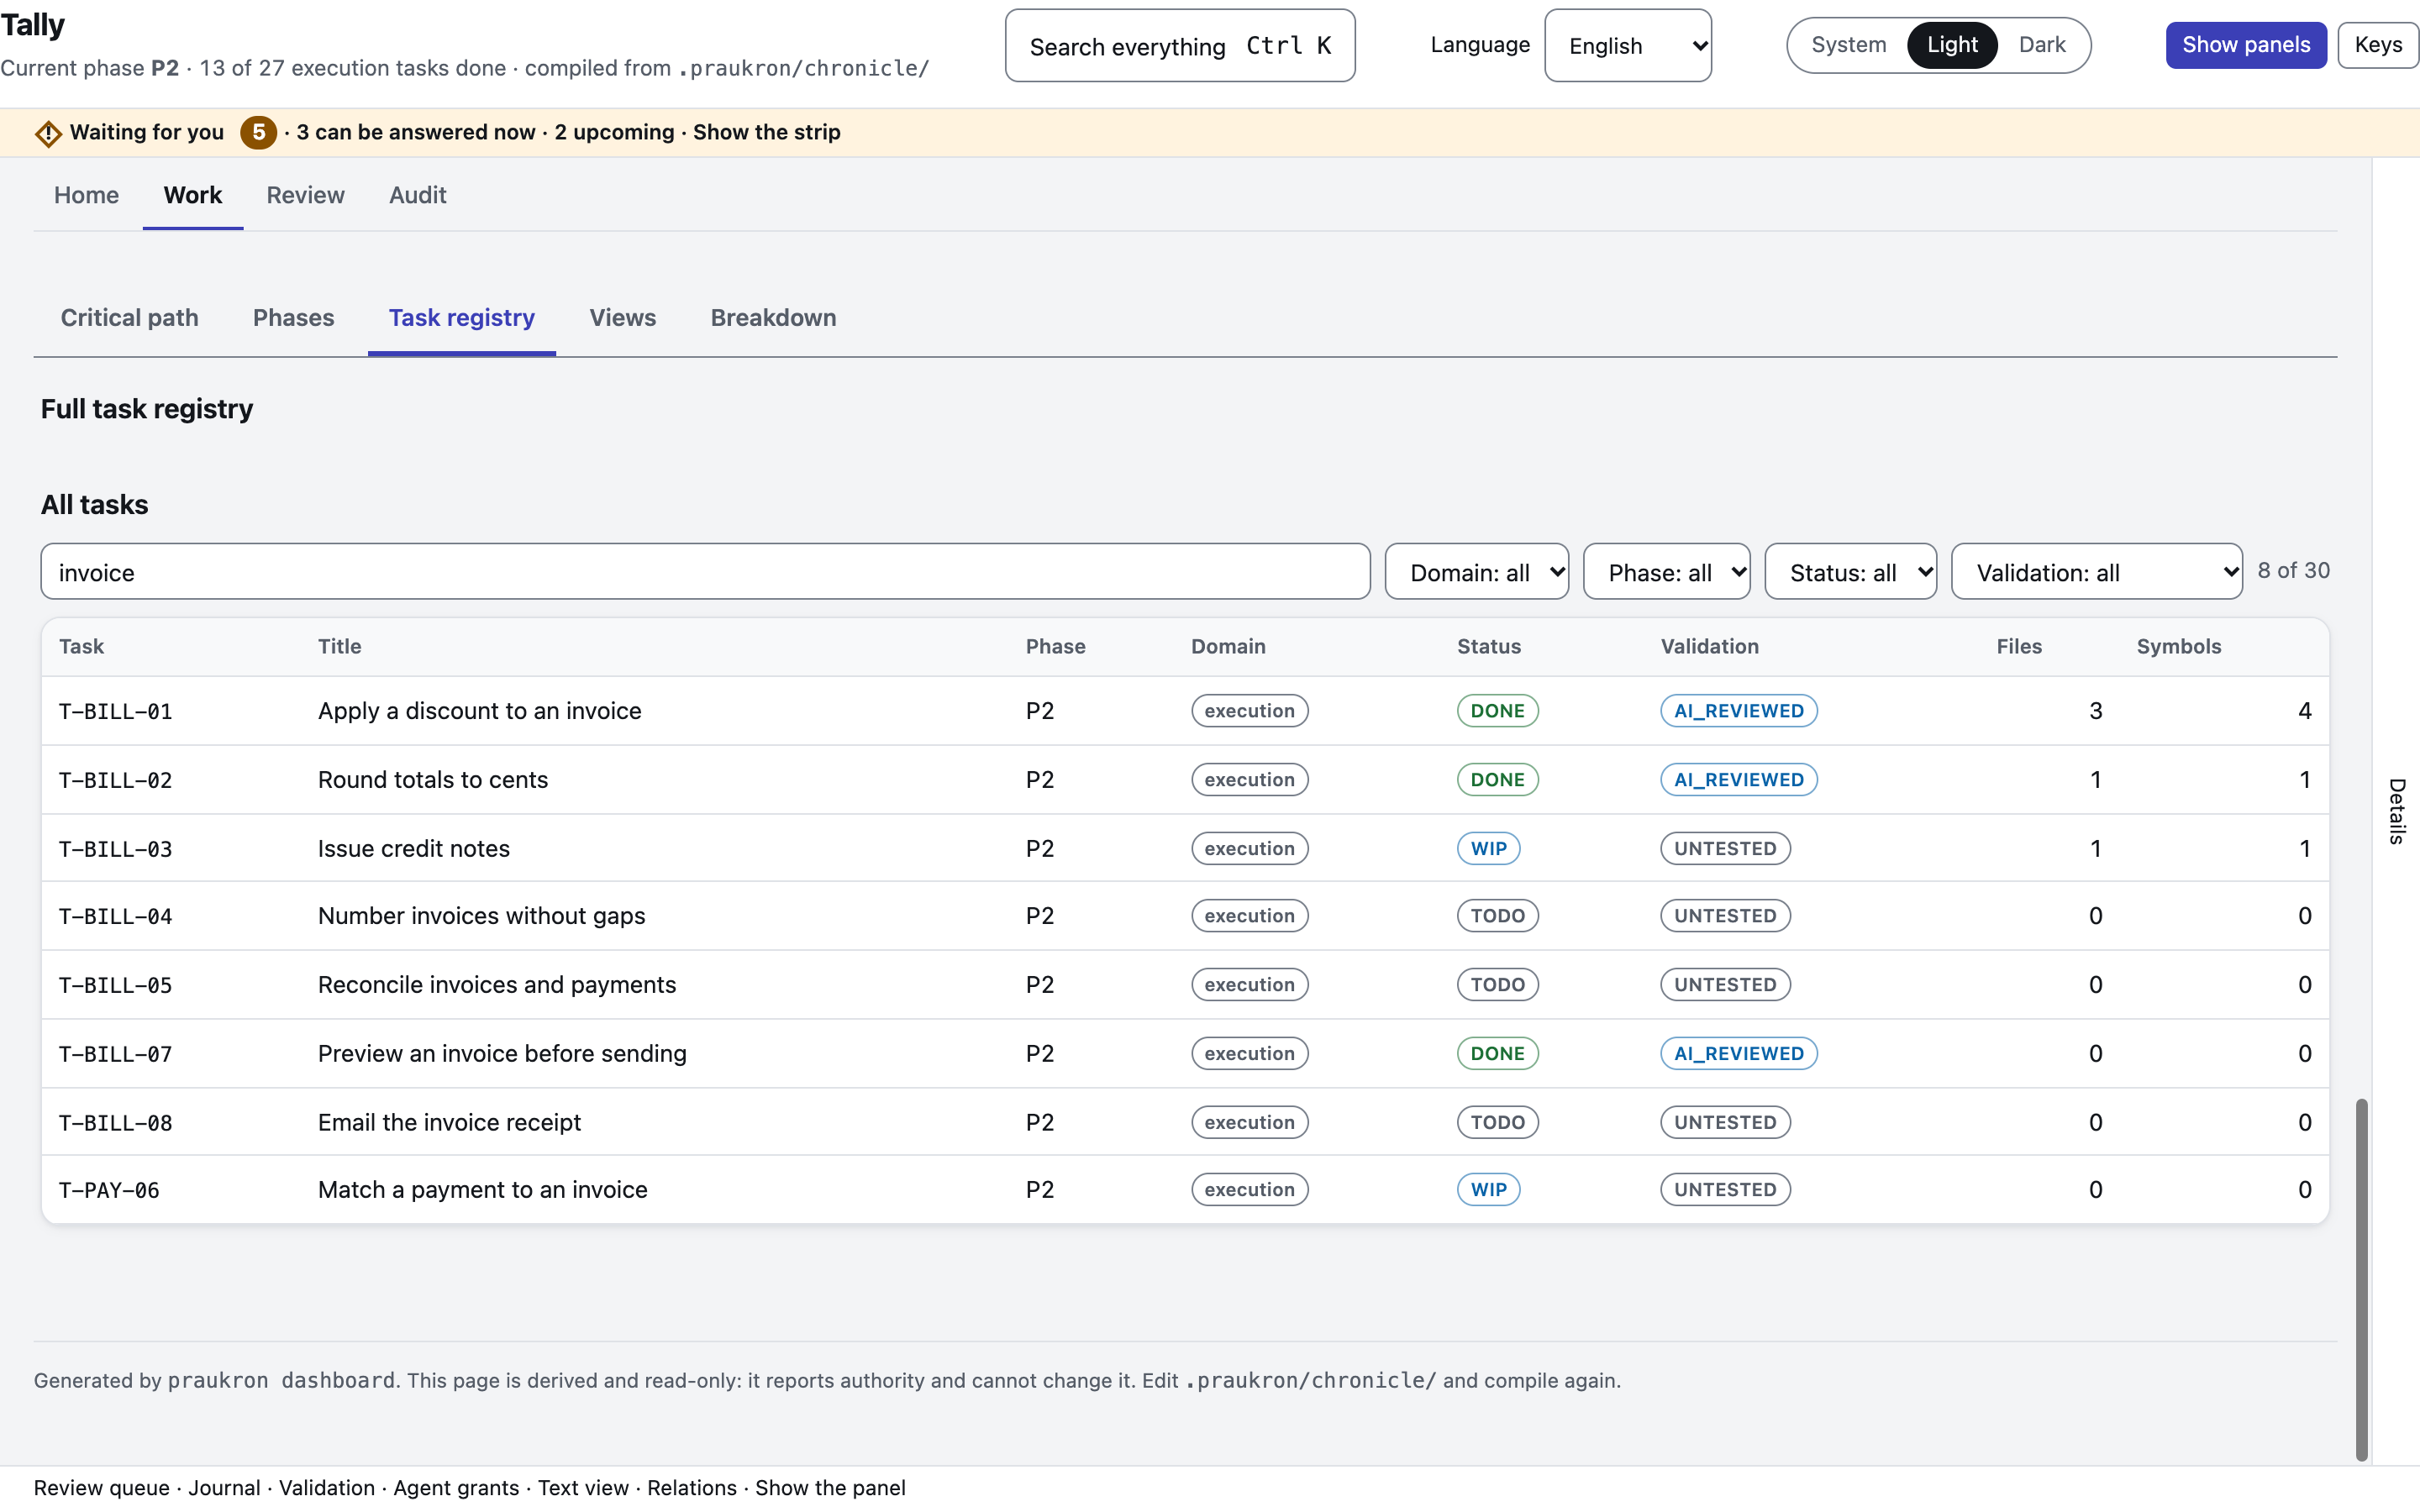 Tally
Current phase P2 · 13 of 27 execution tasks done · compiled from .praukron/chronicle/
Search everything Ctrl K
Language English
System Light Dark
Show panels Keys
Waiting for you 5 · 3 can be answered now · 2 upcoming · Show the strip
Home Work Review Audit
Critical path Phases Task registry Views Breakdown
Full task registry
All tasks
invoice Domain: all Phase: all Status: all Validation: all 8 of 30
Task Title Phase Domain Status Validation Files Symbols
T-BILL-01 Apply a discount to an invoice P2 execution DONE AI_REVIEWED 3 4
T-BILL-02 Round totals to cents P2 execution DONE AI_REVIEWED 1 1
T-BILL-03 Issue credit notes P2 execution WIP UNTESTED 1 1
T-BILL-04 Number invoices without gaps P2 execution TODO UNTESTED 0 0
T-BILL-05 Reconcile invoices and payments P2 execution TODO UNTESTED 0 0
T-BILL-07 Preview an invoice before sending P2 execution DONE AI_REVIEWED 0 0
T-BILL-08 Email the invoice receipt P2 execution TODO UNTESTED 0 0
T-PAY-06 Match a payment to an invoice P2 execution WIP UNTESTED 0 0
Details
Generated by praukron dashboard. This page is derived and read-only: it reports authority and cannot change it. Edit .praukron/chronicle/ and compile again.
Review queue · Journal · Validation · Agent grants · Text view · Relations · Show the panel